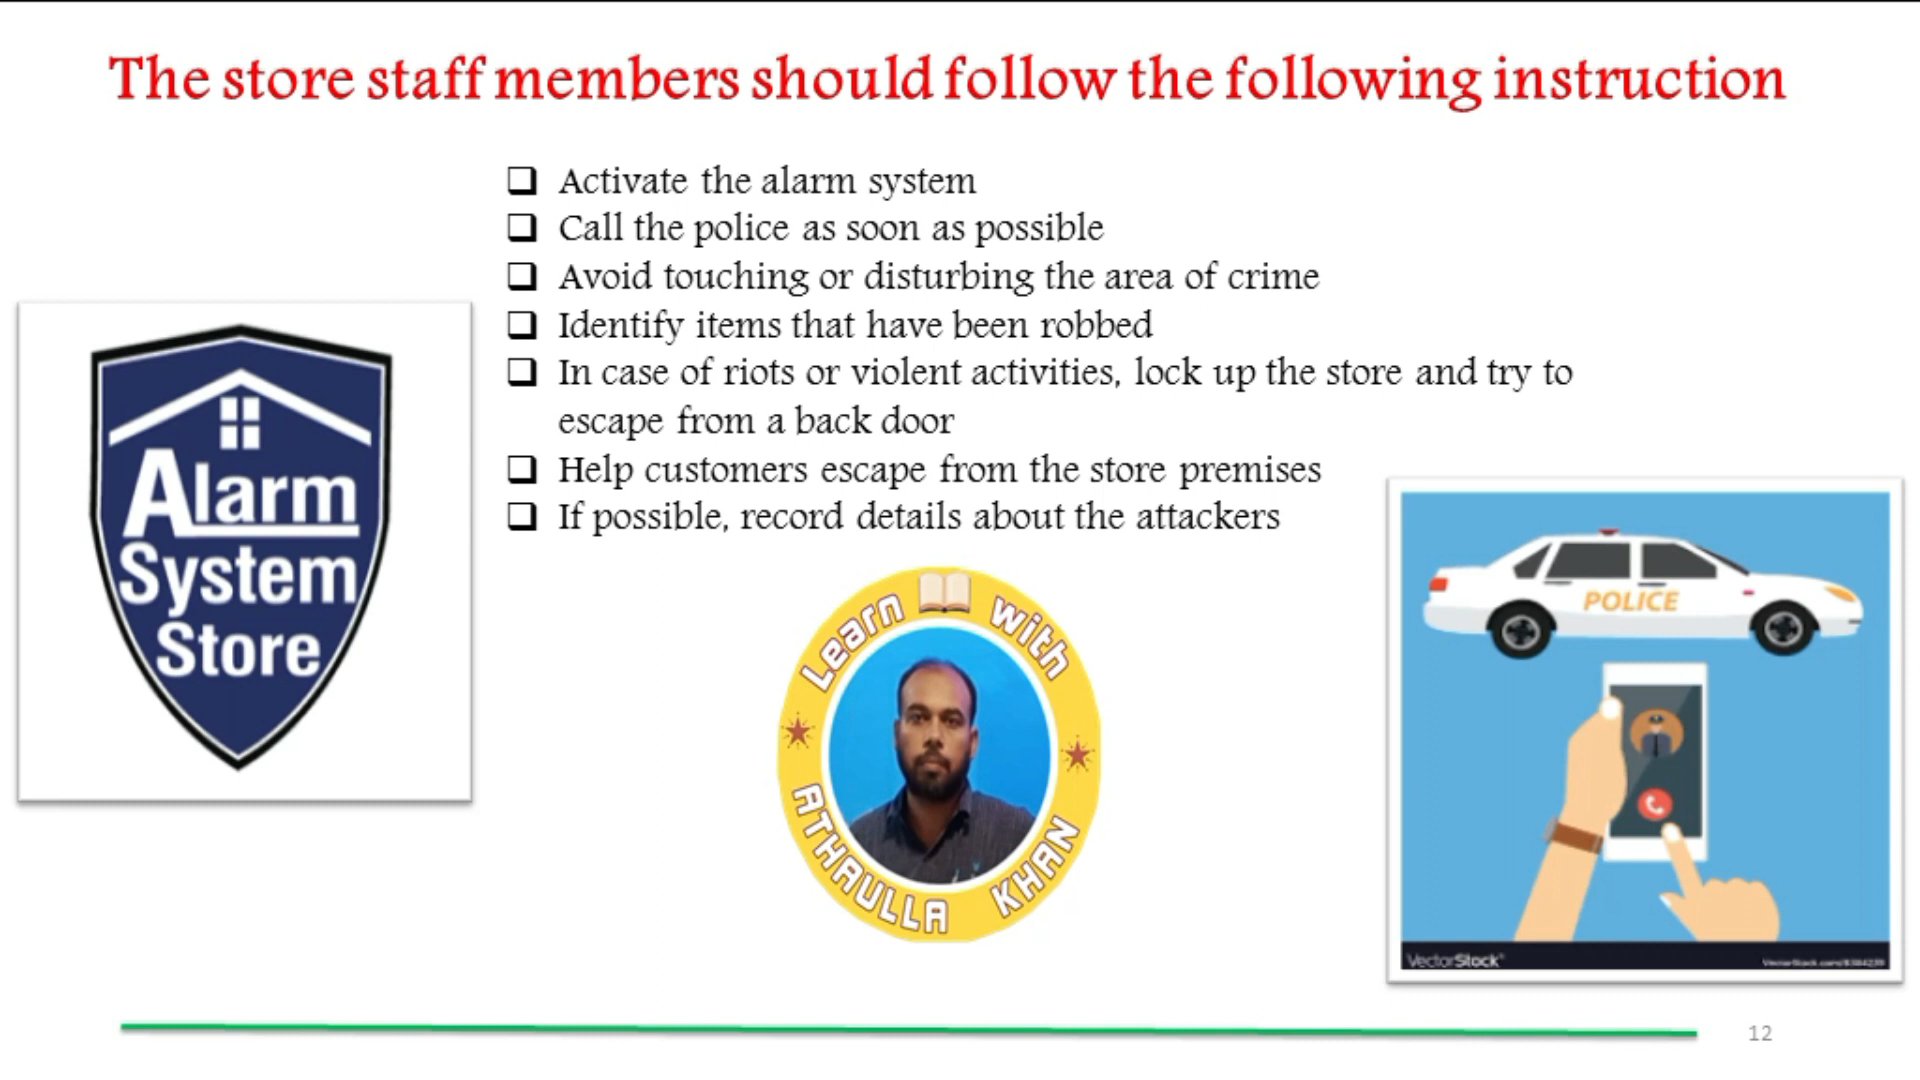 The store staff members should follow the following instruction
Activate the alarm system
Call the police as soon as possible
Avoid touching or disturbing the area of crime
Identify items that have been robbed
In case of riots or violent activities, lock up the store and try to
escape from a back door
Help customers escape from the store premises
If possible, record details about the attackers
Alarm
System
Store
Learn with
ATHAULLA KHAN
POLICE
VectorStock®
12